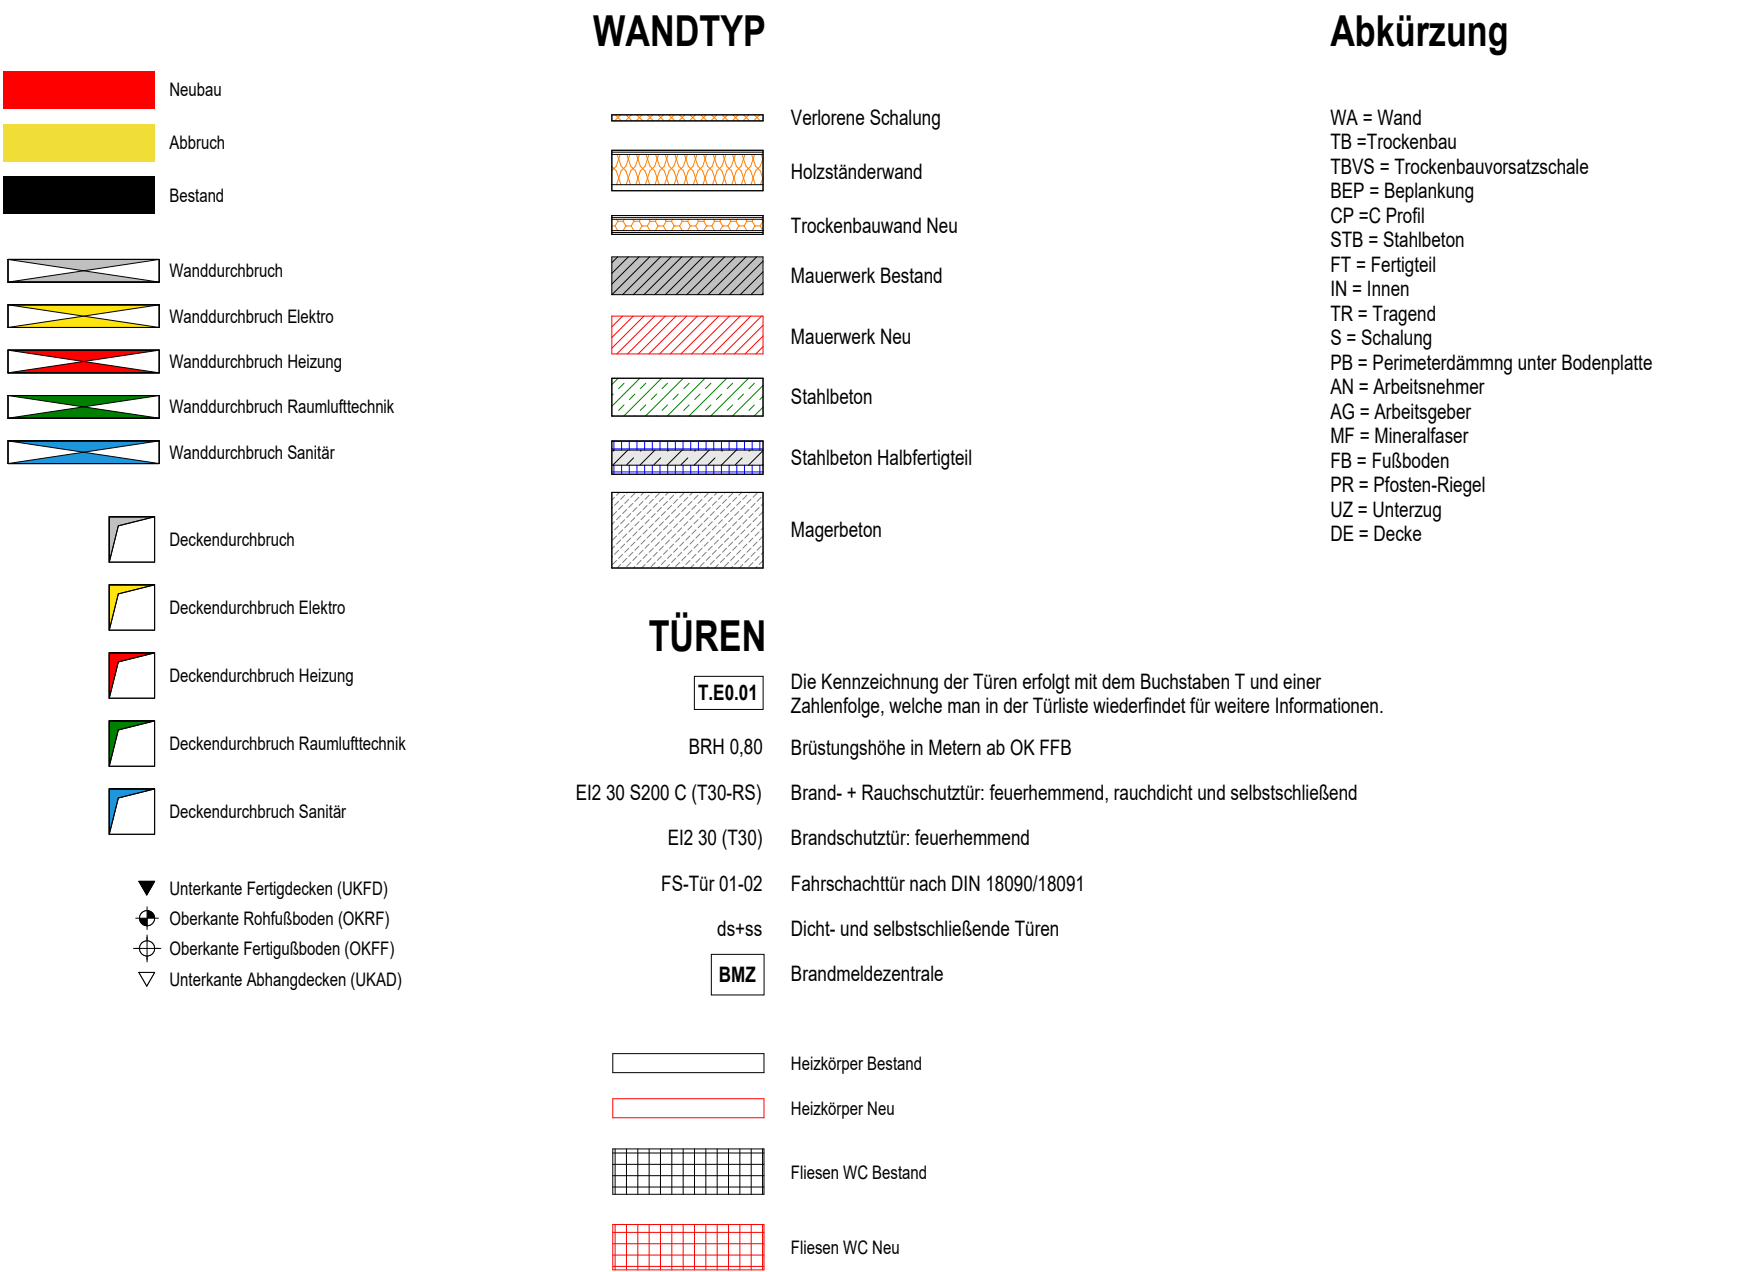 Neubau
Abbruch
Bestand
Wanddurchbruch
Wanddurchbruch Elektro
Wanddurchbruch Heizung
Wanddurchbruch Raumlufttechnik
Wanddurchbruch Sanitär
Deckendurchbruch
Deckendurchbruch Elektro
Deckendurchbruch Heizung
Deckendurchbruch Raumlufttechnik
Deckendurchbruch Sanitär
Unterkante Fertigdecken (UKFD)
Oberkante Rohfußboden (OKRF)
Oberkante Fertigußboden (OKFF)
Unterkante Abhangdecken (UKAD)
WANDTYP
Verlorene Schalung
Holzständerwand
Trockenbauwand Neu
Mauerwerk Bestand
Mauerwerk Neu
Stahlbeton
Stahlbeton Halbfertigteil
Magerbeton
TÜREN
T.E0.01 Die Kennzeichnung der Türen erfolgt mit dem Buchstaben T und einer
Zahlenfolge, welche man in der Türliste wiederfindet für weitere Informationen.
BRH 0,80 Brüstungshöhe in Metern ab OK FFB
EI2 30 S200 C (T30-RS) Brand- + Rauchschutztür: feuerhemmend, rauchdicht und selbstschließend
EI2 30 (T30) Brandschutztür: feuerhemmend
FS-Tür 01-02 Fahrschachttür nach DIN 18090/18091
ds+ss Dicht- und selbstschließende Türen
BMZ Brandmeldezentrale
Heizkörper Bestand
Heizkörper Neu
Fliesen WC Bestand
Fliesen WC Neu
Abkürzung
WA = Wand
TB =Trockenbau
TBVS = Trockenbauvorsatzschale
BEP = Beplankung
CP =C Profil
STB = Stahlbeton
FT = Fertigteil
IN = Innen
TR = Tragend
S = Schalung
PB = Perimeterdämmng unter Bodenplatte
AN = Arbeitsnehmer
AG = Arbeitsgeber
MF = Mineralfaser
FB = Fußboden
PR = Pfosten-Riegel
UZ = Unterzug
DE = Decke